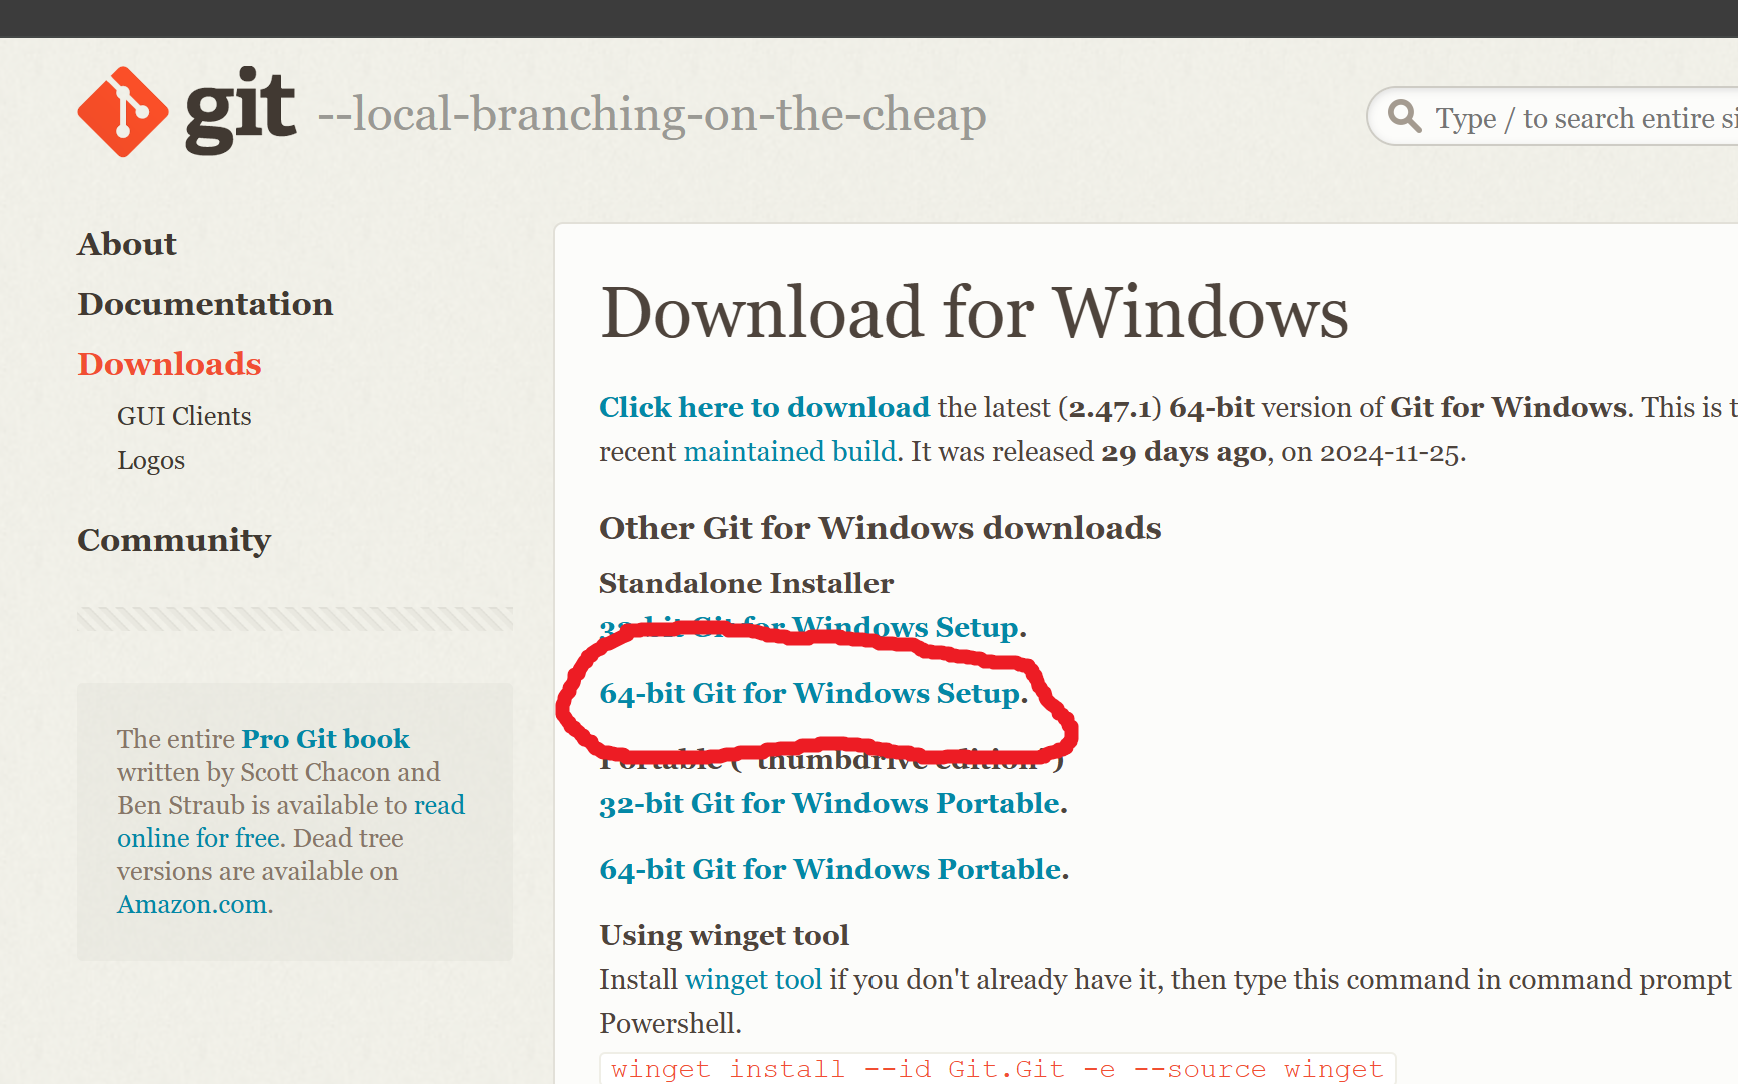 git --local-branching-on-the-cheap
Type / to search entire si
About
Documentation
Downloads
GUI Clients
Logos
Community
The entire Pro Git book
written by Scott Chacon and
Ben Straub is available to read
online for free. Dead tree
versions are available on
Amazon.com.
Download for Windows
Click here to download the latest (2.47.1) 64-bit version of Git for Windows. This is t
recent maintained build. It was released 29 days ago, on 2024-11-25.
Other Git for Windows downloads
Standalone Installer
32-bit Git for Windows Setup.
64-bit Git for Windows Setup.
Portable ("thumbdrive edition")
32-bit Git for Windows Portable.
64-bit Git for Windows Portable.
Using winget tool
Install winget tool if you don't already have it, then type this command in command prompt
Powershell.
winget install --id Git.Git -e --source winget